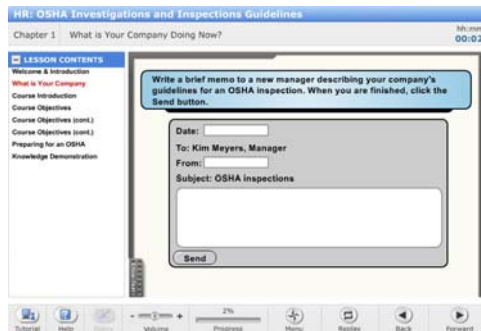 HR: OSHA Investigations and Inspections Guidelines
Chapter 1 What is Your Company Doing Now?
hh:mm
00:02
LESSON CONTENTS
Welcome & Introduction
What is Your Company
Course Introduction
Course Objectives
Course Objectives (cont.)
Course Objectives (cont.)
Preparing for an OSHA
Knowledge Demonstration
Write a brief memo to a new manager describing your company's
guidelines for an OSHA inspection. When you are finished, click the
Send button.
Date:
To: Kim Meyers, Manager
From:
Subject: OSHA inspections
Send
2%
Tutorial Help Volume Progress Menu Replay Back Forward